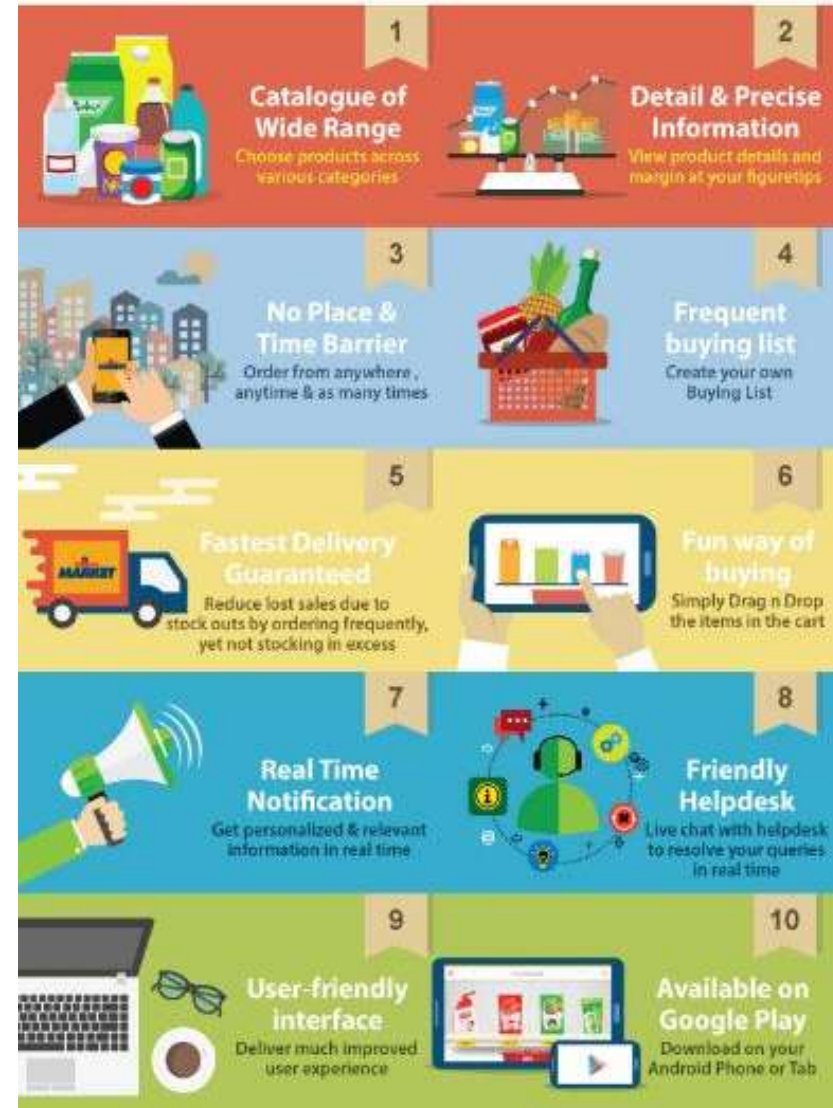 1
Catalogue of
Wide Range
Choose products across
various categories
2
Detail & Precise
Information
View product details and
margin at your figuretips
3
No Place &
Time Barrier
Order from anywhere ,
anytime & as many times
4
Frequent
buying list
Create your own
Buying List
5
MARKET
Fastest Delivery
Guaranteed
Reduce lost sales due to
stock outs by ordering frequently,
yet not stocking in excess
6
Fun way of
buying
Simply Drag n Drop
the items in the cart
7
Real Time
Notification
Get personalized & relevant
information in real time
8
Friendly
Helpdesk
Live chat with helpdesk
to resolve your queries
in real time
9
User-friendly
interface
Deliver much improved
user experience
10
Available on
Google Play
Download on your
Android Phone or Tab